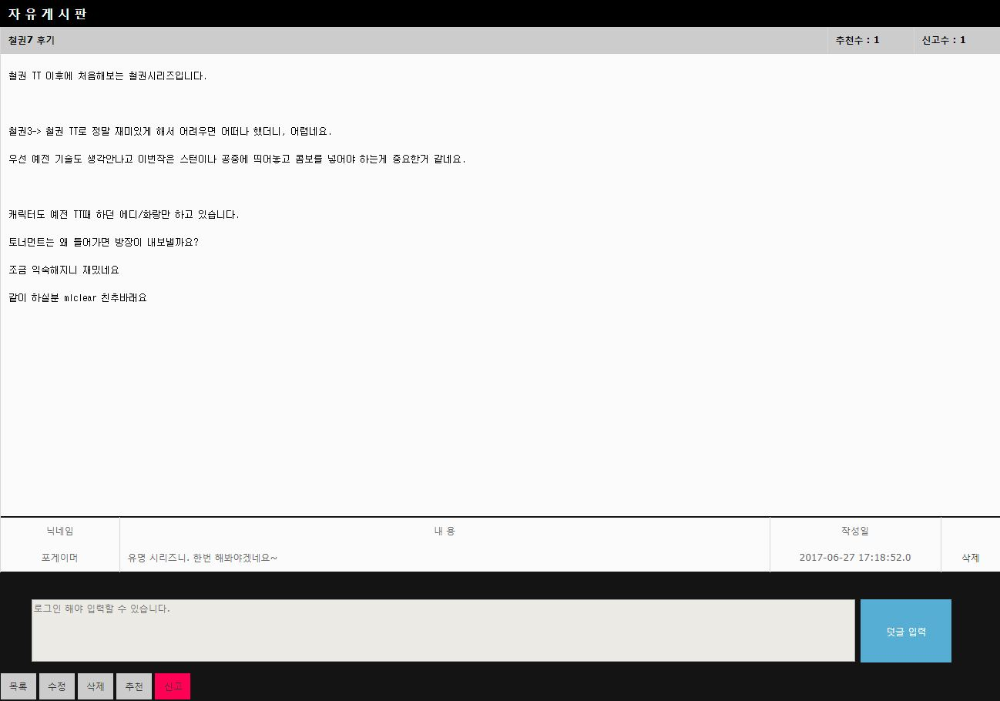 자 유 게 시 판
철권7 후기 추천수 : 1 신고수 : 1
철권 TT 이후에 처음해보는 철권시리즈입니다.
철권3-> 철권 TT로 정말 재미있게 해서 어려우면 어떠나 했더니, 어렵네요.
우선 예전 기술도 생각안나고 이번작은 스턴이나 공중에 띄어놓고 콤보를 넣어야 하는게 중요한거 같네요.
캐릭터도 예전 TT때 하던 에디/화랑만 하고 있습니다.
토너먼트는 왜 들어가면 방장이 내보낼까요?
조금 익숙해지니 재밌네요
같이 하실분 mlclear 친추바래요
닉네임 내 용 작성일
포게이머 유명 시리즈니. 한번 해봐야겠네요~ 2017-06-27 17:18:52.0 삭제
로그인 해야 입력할 수 있습니다.
덧글 입력
목록 수정 삭제 추천 신고